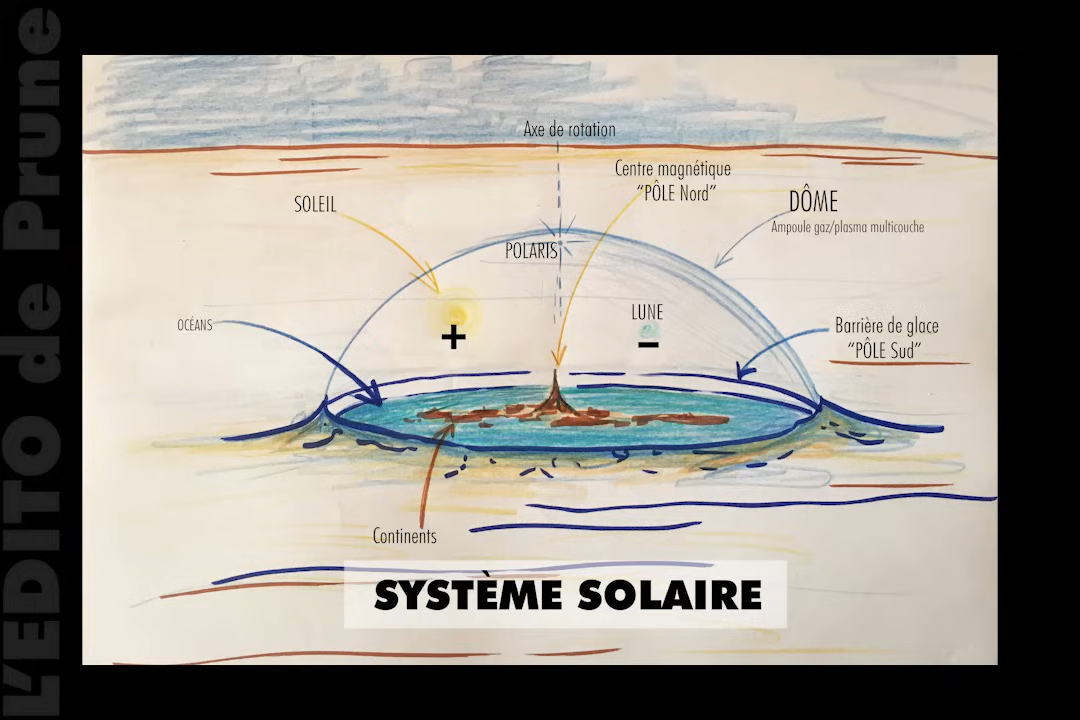 L'EDITO de Prune
Axe de rotation
Centre magnétique
"PÔLE Nord"
SOLEIL
DÔME
Ampoule gaz/plasma multicouche
POLARIS
LUNE
OCÉANS
+
−
Barrière de glace
"PÔLE Sud"
Continents
SYSTÈME SOLAIRE